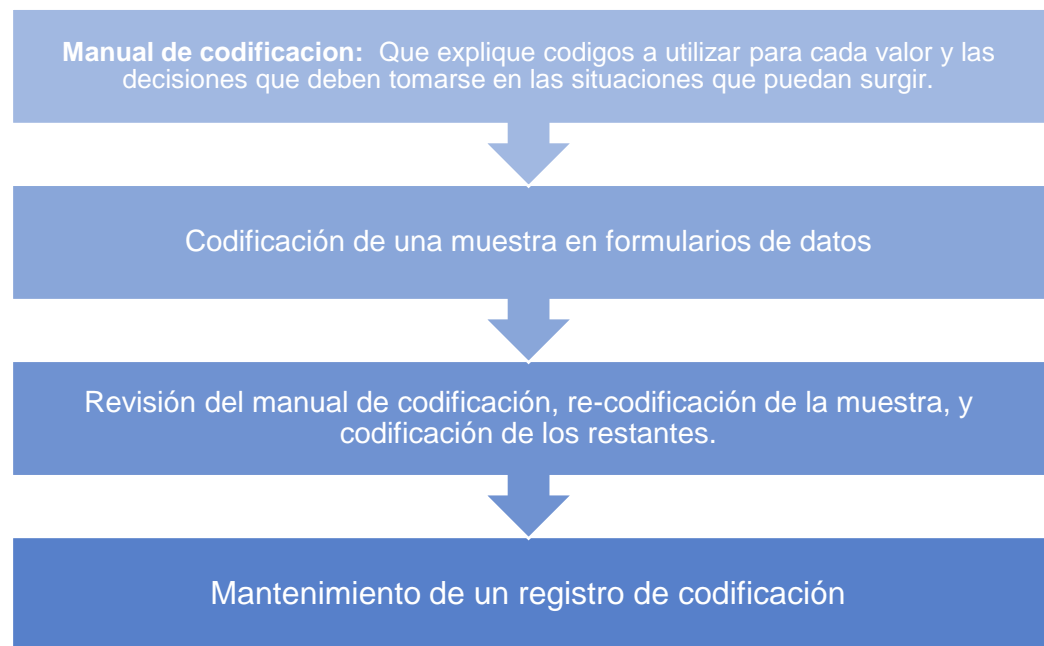 Manual de codificacion: Que explique codigos a utilizar para cada valor y las
decisiones que deben tomarse en las situaciones que puedan surgir.
Codificación de una muestra en formularios de datos
Revisión del manual de codificación, re-codificación de la muestra, y
codificación de los restantes.
Mantenimiento de un registro de codificación